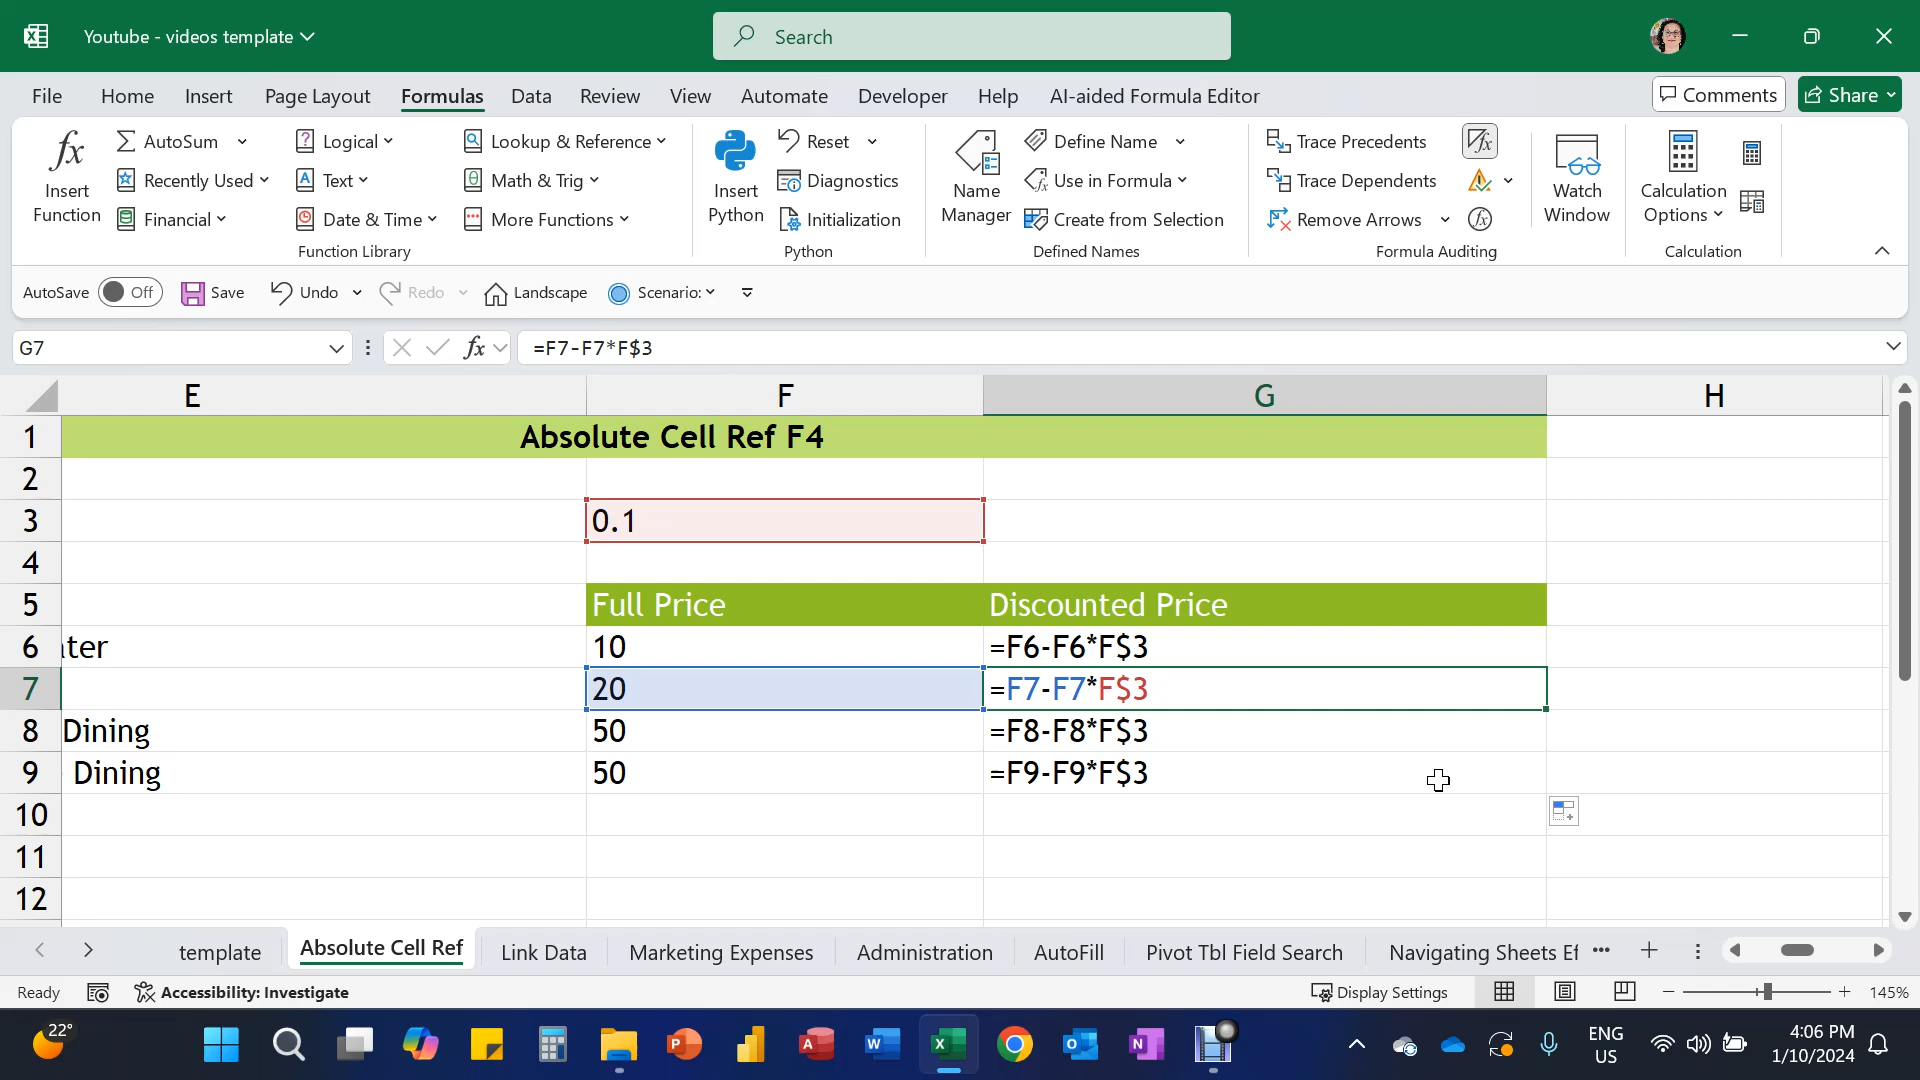 Youtube - videos template
Search
File Home Insert Page Layout Formulas Data Review View Automate Developer Help AI-aided Formula Editor Comments Share
fx Insert Function
AutoSum
Recently Used
Financial
Logical
Text
Date & Time
Lookup & Reference
Math & Trig
More Functions
Function Library
Insert Python
Reset
Diagnostics
Initialization
Python
Name Manager
Define Name
Use in Formula
Create from Selection
Defined Names
Trace Precedents
Trace Dependents
Remove Arrows
Formula Auditing
Watch Window
Calculation Options
Calculation
AutoSave Off Save Undo Redo Landscape Scenario:
G7 fx =F7-F7*F$3
E F G H
1 Absolute Cell Ref F4
2
3 0.1
4
5 Full Price Discounted Price
6 ter 10 =F6-F6*F$3
7 20 =F7-F7*F$3
8 Dining 50 =F8-F8*F$3
9 Dining 50 =F9-F9*F$3
10
11
12
template Absolute Cell Ref Link Data Marketing Expenses Administration AutoFill Pivot Tbl Field Search Navigating Sheets Ef
Ready Accessibility: Investigate Display Settings 145%
22° ENG US 4:06 PM 1/10/2024